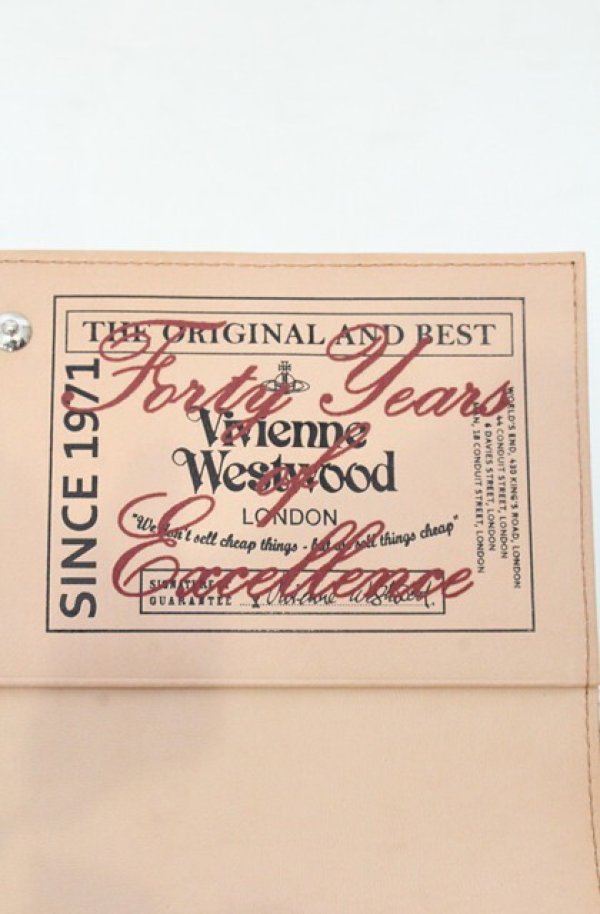 THE ORIGINAL AND BEST
SINCE 1971
Forty Years
of
Excellence
Vivienne
Westwood
LONDON
"We don't sell cheap things - but we sell things cheap"
SIGNATURE
GUARANTEE
Vivienne Westwood
WORLD'S END, 430 KING'S ROAD, LONDON
44 CONDUIT STREET, LONDON
6 DAVIES STREET, LONDON
18 CONDUIT STREET, LONDON